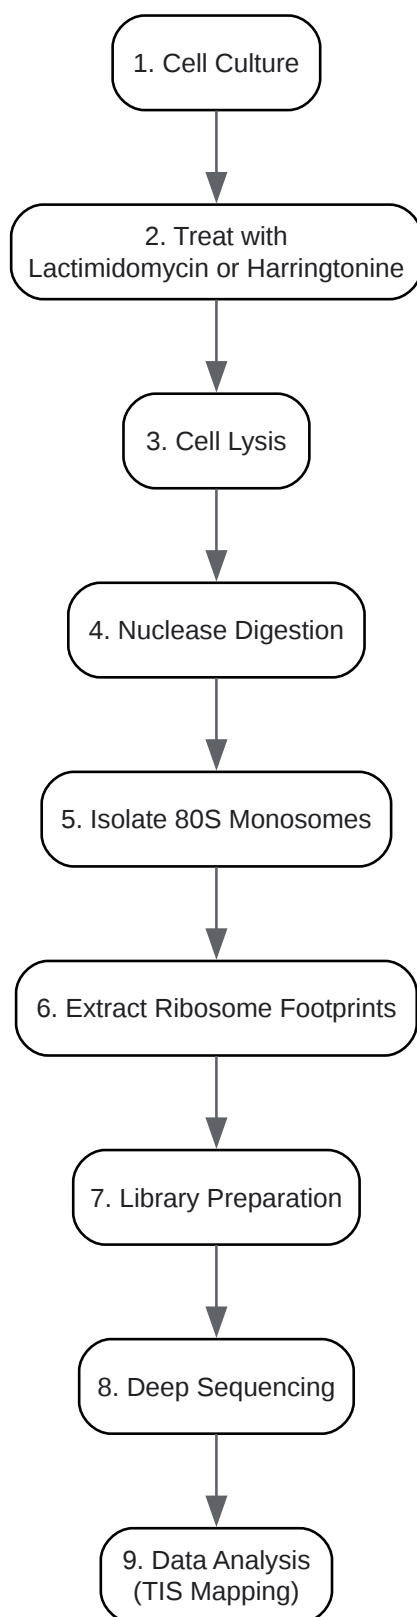 1. Cell Culture
2. Treat with
Lactimidomycin or Harringtonine
3. Cell Lysis
4. Nuclease Digestion
5. Isolate 80S Monosomes
6. Extract Ribosome Footprints
7. Library Preparation
8. Deep Sequencing
9. Data Analysis
(TIS Mapping)